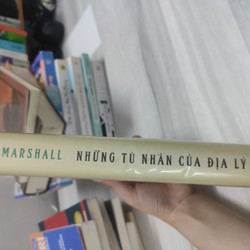 MARSHALL NHỮNG TÙ NHÂN CỦA ĐỊA LÝ